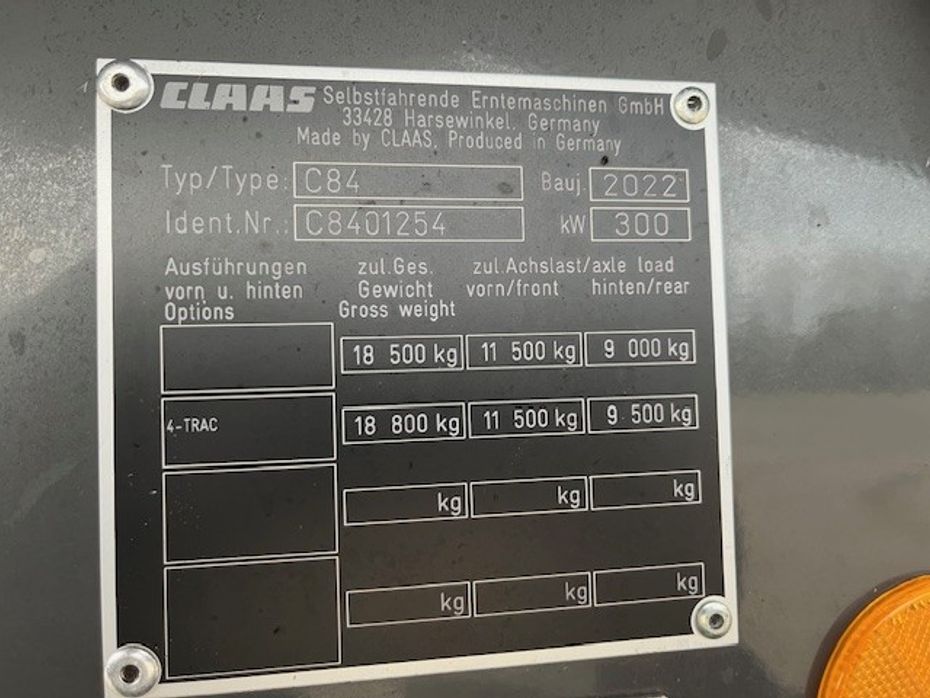 CLAAS Selbstfahrende Erntemaschinen GmbH
33428 Harsewinkel, Germany
Made by CLAAS, Produced in Germany
Typ/Type: C84 Bauj. 2022
Ident.Nr.: C8401254 kW 300
Ausführungen zul.Ges. zul.Achslast/axle load
vorn u. hinten Gewicht vorn/front hinten/rear
Options Gross weight
18 500 kg 11 500 kg 9 000 kg
4-TRAC 18 800 kg 11 500 kg 9 500 kg
kg kg kg
kg kg kg